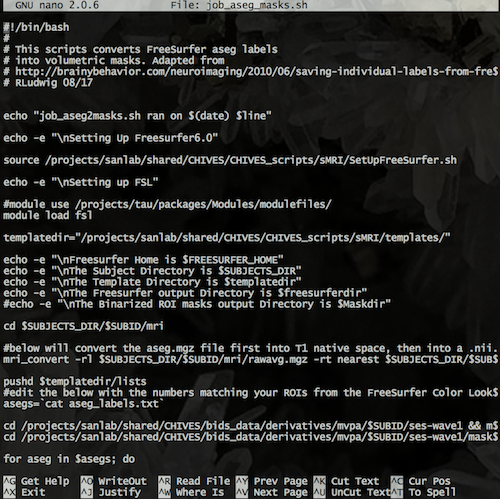 GNU nano 2.0.6 File: job_aseg_masks.sh
#!/bin/bash
#
# This scripts converts FreeSurfer aseg labels
# into volumetric masks. Adapted from
# http://brainybehavior.com/neuroimaging/2010/06/saving-individual-labels-from-fre$
# RLudwig 08/17
echo "job_aseg2masks.sh ran on $(date) $line"
echo -e "\nSetting Up Freesurfer6.0"
source /projects/sanlab/shared/CHIVES/CHIVES_scripts/sMRI/SetUpFreeSurfer.sh
echo -e "\nSetting up FSL"
#module use /projects/tau/packages/Modules/modulefiles/
module load fsl
templatedir="/projects/sanlab/shared/CHIVES/CHIVES_scripts/sMRI/templates/"
echo -e "\nFreesurfer Home is $FREESURFER_HOME"
echo -e "\nThe Subject Directory is $SUBJECTS_DIR"
echo -e "\nThe Template Directory is $templatedir"
echo -e "\nThe Freesurfer output Directory is $freesurferdir"
#echo -e "\nThe Binarized ROI masks output Directory is $Maskdir"
cd $SUBJECTS_DIR/$SUBID/mri
#below will convert the aseg.mgz file first into T1 native space, then into a .nii.
mri_convert -rl $SUBJECTS_DIR/$SUBID/mri/rawavg.mgz -rt nearest $SUBJECTS_DIR/$SUB$
pushd $templatedir/lists
#edit the below with the numbers matching your ROIs from the FreeSurfer Color Look$
asegs=`cat aseg_labels.txt`
cd /projects/sanlab/shared/CHIVES/bids_data/derivatives/mvpa/$SUBID/ses-wave1 && m$
cd /projects/sanlab/shared/CHIVES/bids_data/derivatives/mvpa/$SUBID/ses-wave1/mask$
for aseg in $asegs; do
^G Get Help ^O WriteOut ^R Read File ^Y Prev Page ^K Cut Text ^C Cur Pos
^X Exit ^J Justify ^W Where Is ^V Next Page ^U UnCut Text ^T To Spell